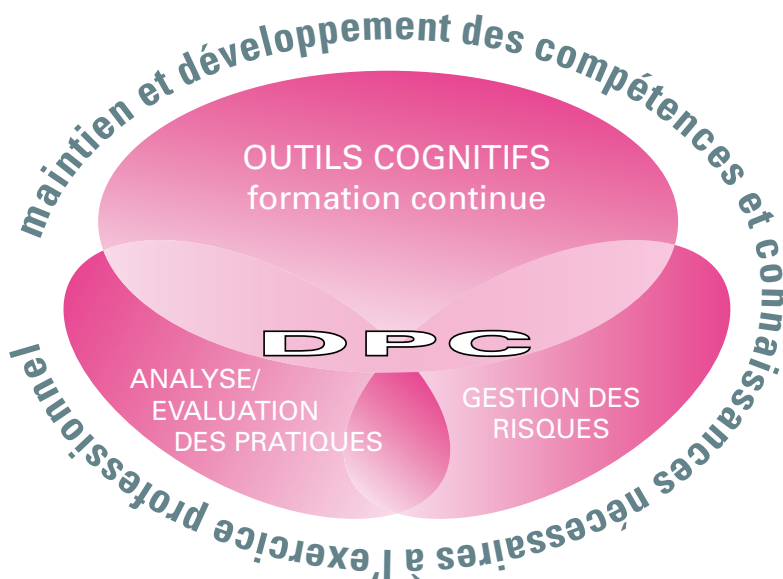 maintien et développement des compétences et connaissances nécessaires à l'exercice professionnel
OUTILS COGNITIFS
formation continue
DPC
ANALYSE/
EVALUATION
DES PRATIQUES
GESTION DES
RISQUES